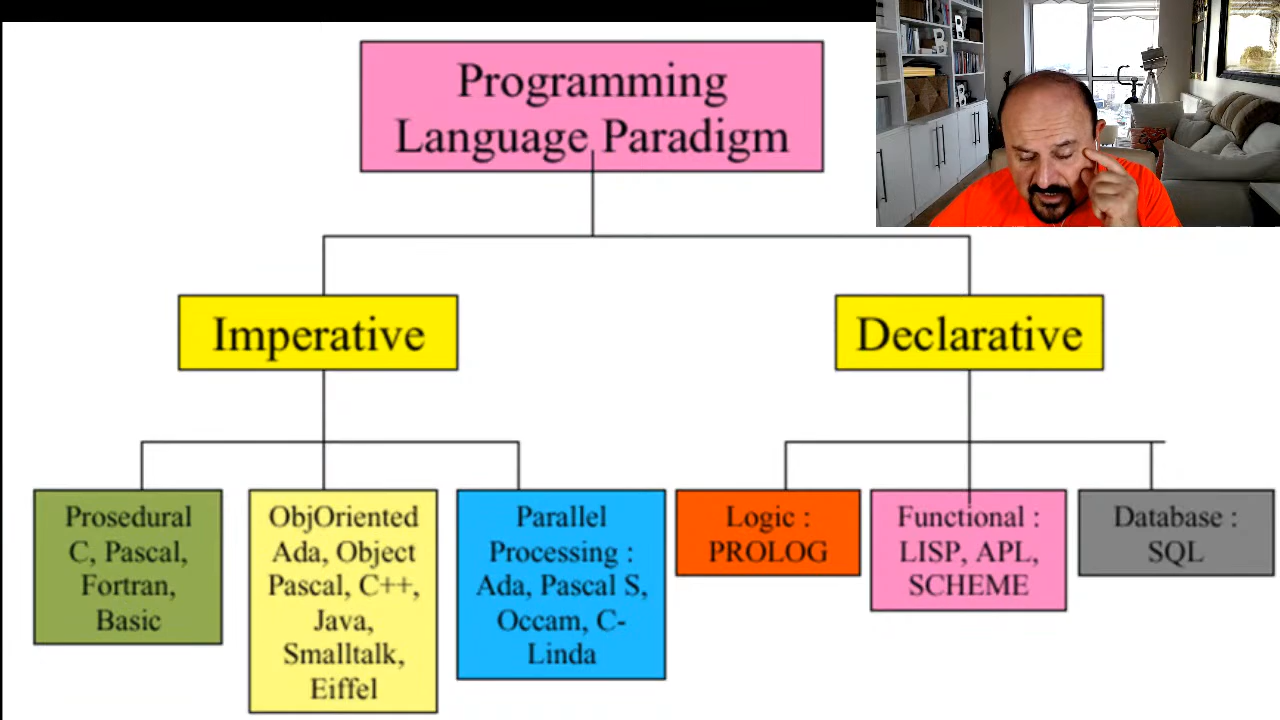 Programming
Language Paradigm
Imperative
Declarative
Prosedural
C, Pascal,
Fortran,
Basic
ObjOriented
Ada, Object
Pascal, C++,
Java,
Smalltalk,
Eiffel
Parallel
Processing :
Ada, Pascal S,
Occam, C-
Linda
Logic :
PROLOG
Functional :
LISP, APL,
SCHEME
Database :
SQL